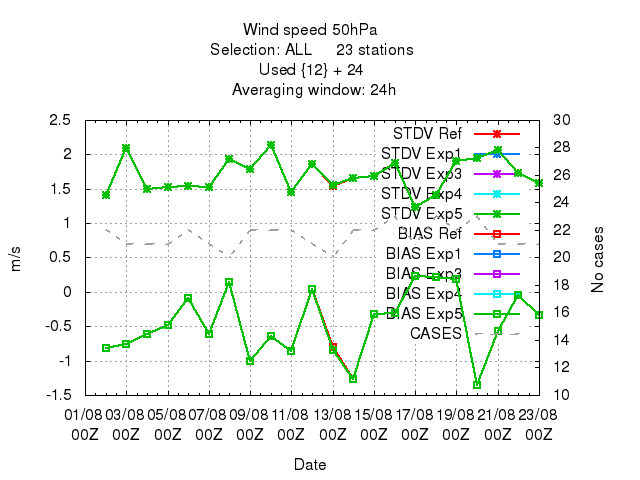 Wind speed 50hPa
Selection: ALL 23 stations
Used {12} + 24
Averaging window: 24h
2.5
2
1.5
1
0.5
0
-0.5
-1
-1.5
m/s
30
28
26
24
22
20
18
16
14
12
10
No cases
STDV Ref
STDV Exp1
STDV Exp3
STDV Exp4
STDV Exp5
BIAS Ref
BIAS Exp1
BIAS Exp3
BIAS Exp4
BIAS Exp5
CASES
01/08 03/08 05/08 07/08 09/08 11/08 13/08 15/08 17/08 19/08 21/08 23/08
00Z 00Z 00Z 00Z 00Z 00Z 00Z 00Z 00Z 00Z 00Z 00Z
Date